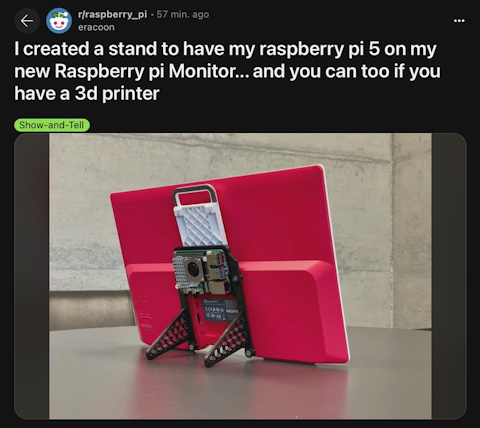 r/raspberry_pi · 57 min. ago
eracoon
I created a stand to have my raspberry pi 5 on my
new Raspberry pi Monitor... and you can too if you
have a 3d printer
Show-and-Tell